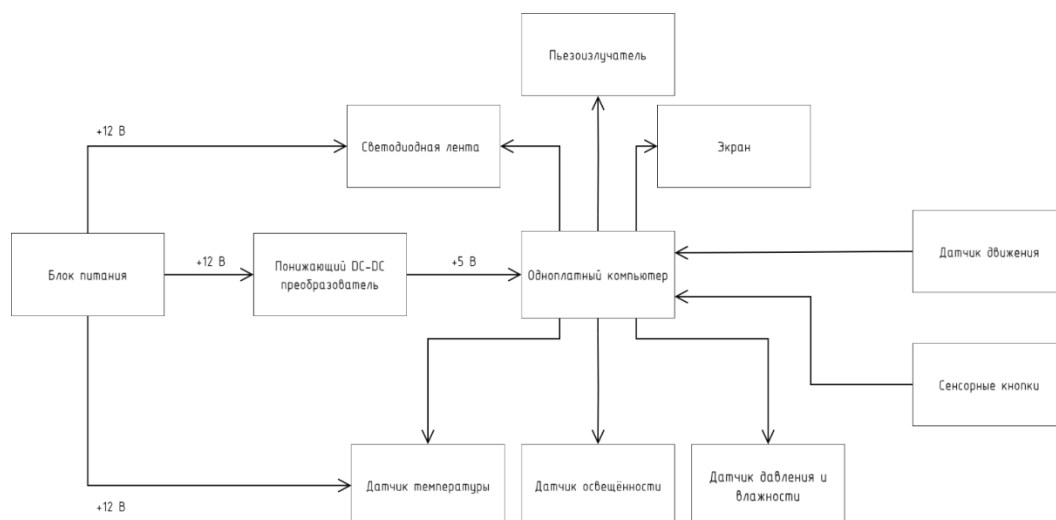 Пьезоизлучатель
+12 В
Светодиодная лента
Экран
Блок питания
+12 В
Понижающий DC-DC
преобразователь
+5 В
Одноплатный компьютер
Датчик движения
Сенсорные кнопки
+12 В
Датчик температуры
Датчик освещённости
Датчик давления и
влажности